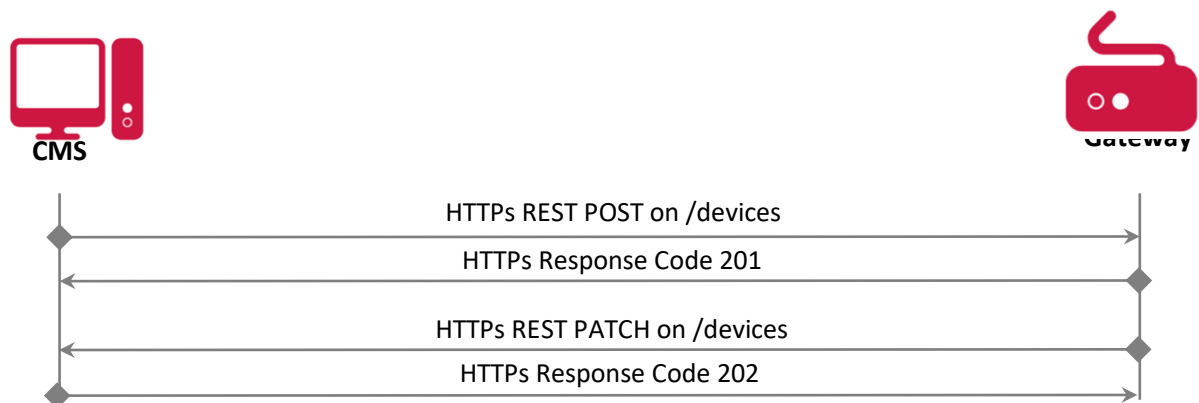 CMS
Gateway
HTTPs REST POST on /devices
HTTPs Response Code 201
HTTPs REST PATCH on /devices
HTTPs Response Code 202